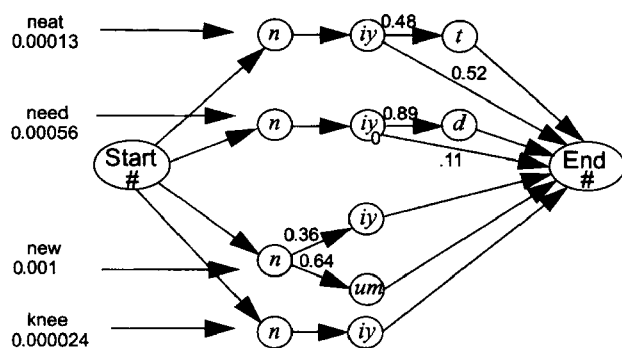 neat
0.00013
n
iy
0.48
t
0.52
need
0.00056
n
iy
0
0.89
d
.11
Start
#
End
#
new
0.001
n
0.36
iy
0.64
um
knee
0.000024
n
iy